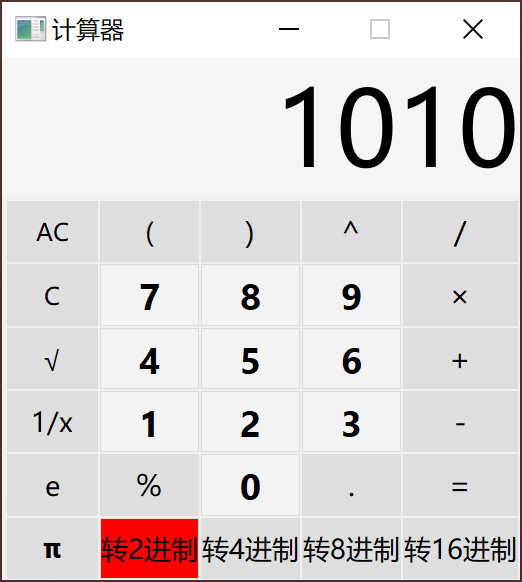 计算器
1010
AC ( ) ^ /
C 7 8 9 ×
√ 4 5 6 +
1/x 1 2 3 -
e % 0 . =
π 转2进制 转4进制 转8进制 转16进制